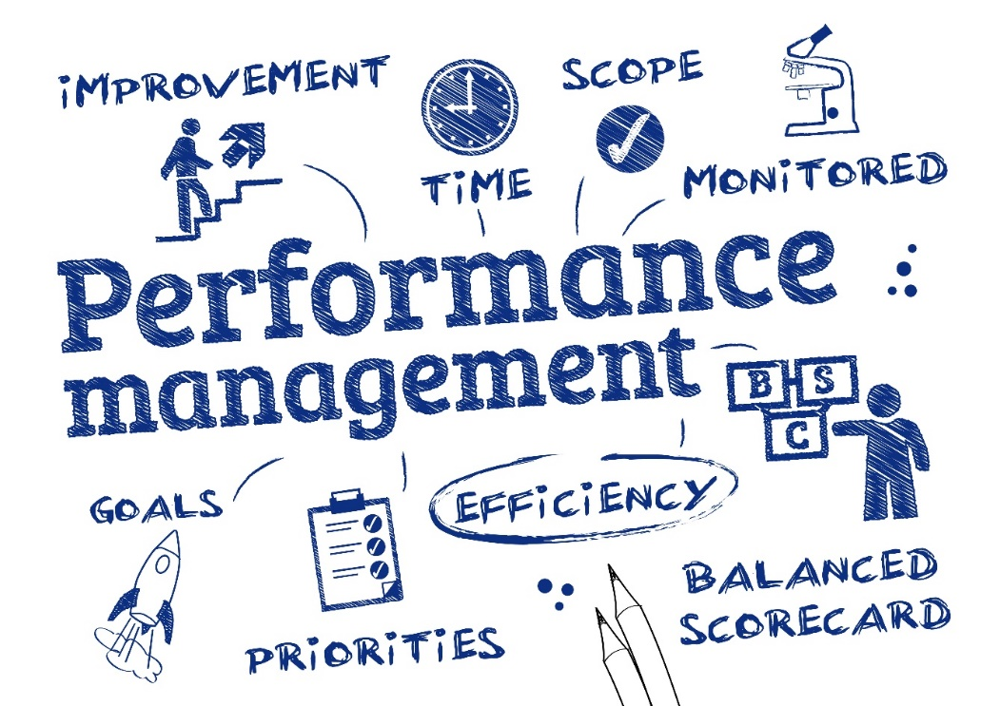 iMPROVEMENT
TiME
SCOPE
MONiTORED
Performance
management
B S
C
GOALS
EFFiCiENCY
PRiORiTiES
BALANCED
SCORECARD